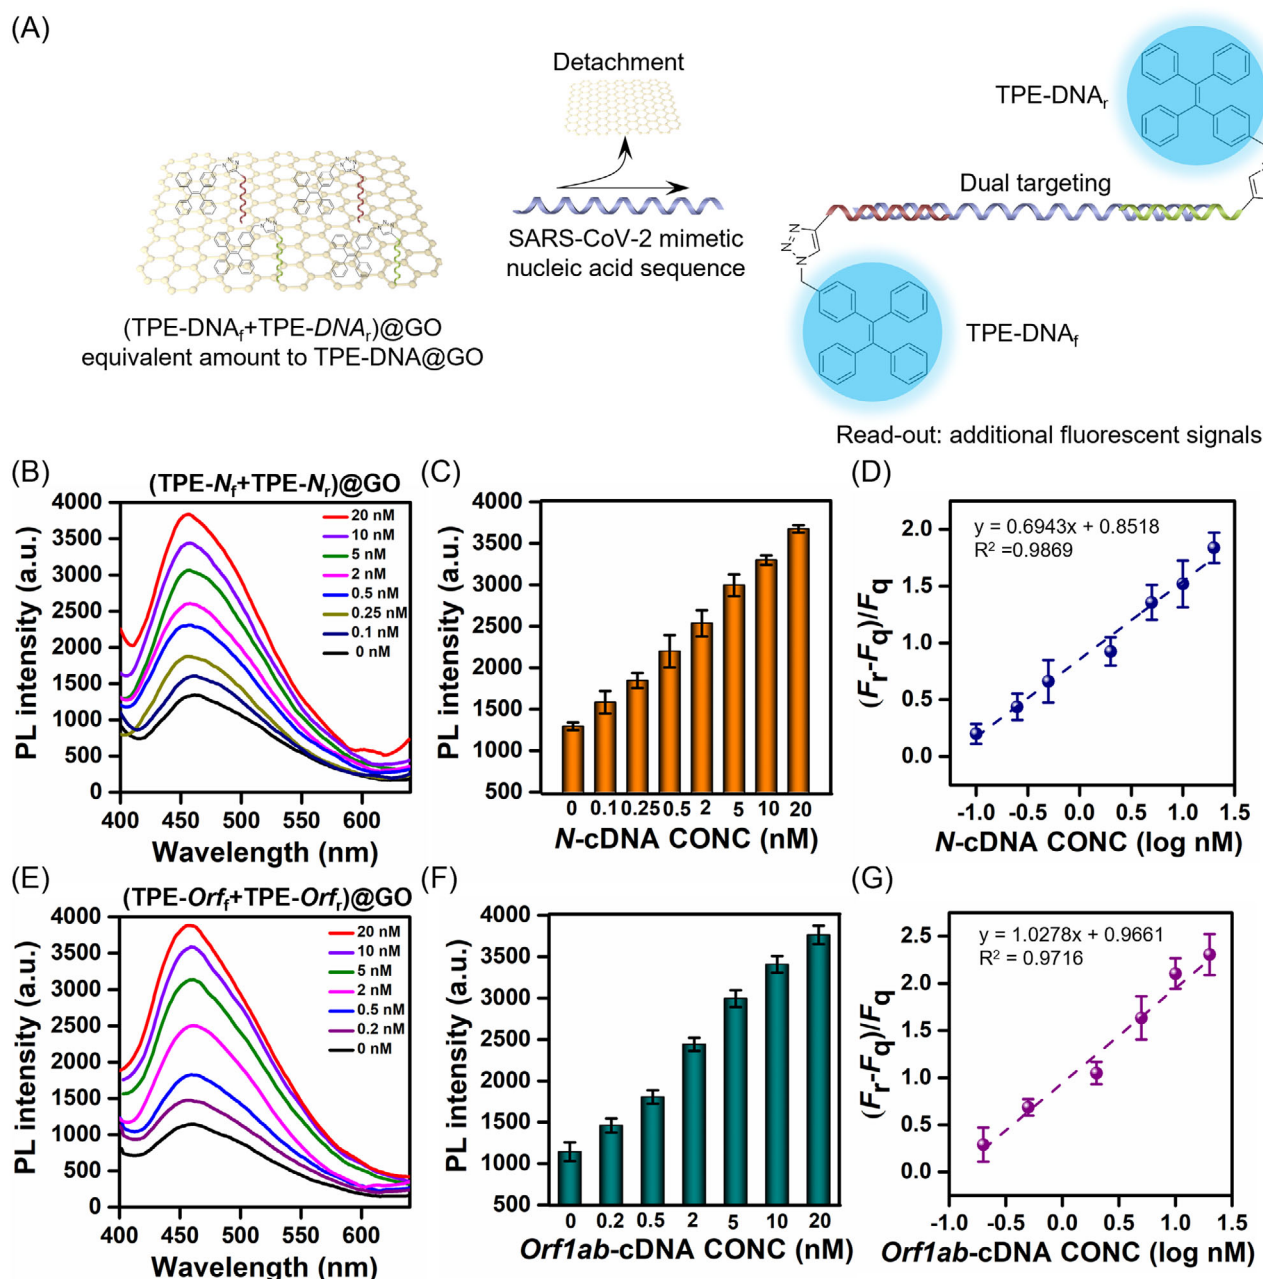 (A)
Detachment
SARS-CoV-2 mimetic
nucleic acid sequence
(TPE-DNAf+TPE-DNAr)@GO
equivalent amount to TPE-DNA@GO
TPE-DNAr
Dual targeting
N
N
N
TPE-DNAf
Read-out: additional fluorescent signals
(B)
(TPE-Nf+TPE-Nr)@GO
PL intensity (a.u.)
4000
3500
3000
2500
2000
1500
1000
500
0
20 nM
10 nM
5 nM
2 nM
0.5 nM
0.25 nM
0.1 nM
0 nM
400 450 500 550 600
Wavelength (nm)
(C)
PL intensity (a.u.)
4000
3500
3000
2500
2000
1500
1000
500
0 0.1 0.25 0.5 2 5 10 20
N-cDNA CONC (nM)
(D)
(Fr-Fq)/Fq
y = 0.6943x + 0.8518
R2 =0.9869
2.0
1.5
1.0
0.5
0.0
-1.0 -0.5 0.0 0.5 1.0 1.5
N-cDNA CONC (log nM)
(E)
(TPE-Orff+TPE-Orfr)@GO
PL intensity (a.u.)
4000
3500
3000
2500
2000
1500
1000
500
0
20 nM
10 nM
5 nM
2 nM
0.5 nM
0.2 nM
0 nM
400 450 500 550 600
Wavelength (nm)
(F)
PL intensity (a.u.)
4000
3500
3000
2500
2000
1500
1000
500
0 0.2 0.5 2 5 10 20
Orf1ab-cDNA CONC (nM)
(G)
(Fr-Fq)/Fq
y = 1.0278x + 0.9661
R2 = 0.9716
2.5
2.0
1.5
1.0
0.5
0.0
-1.0 -0.5 0.0 0.5 1.0 1.5
Orf1ab-cDNA CONC (log nM)